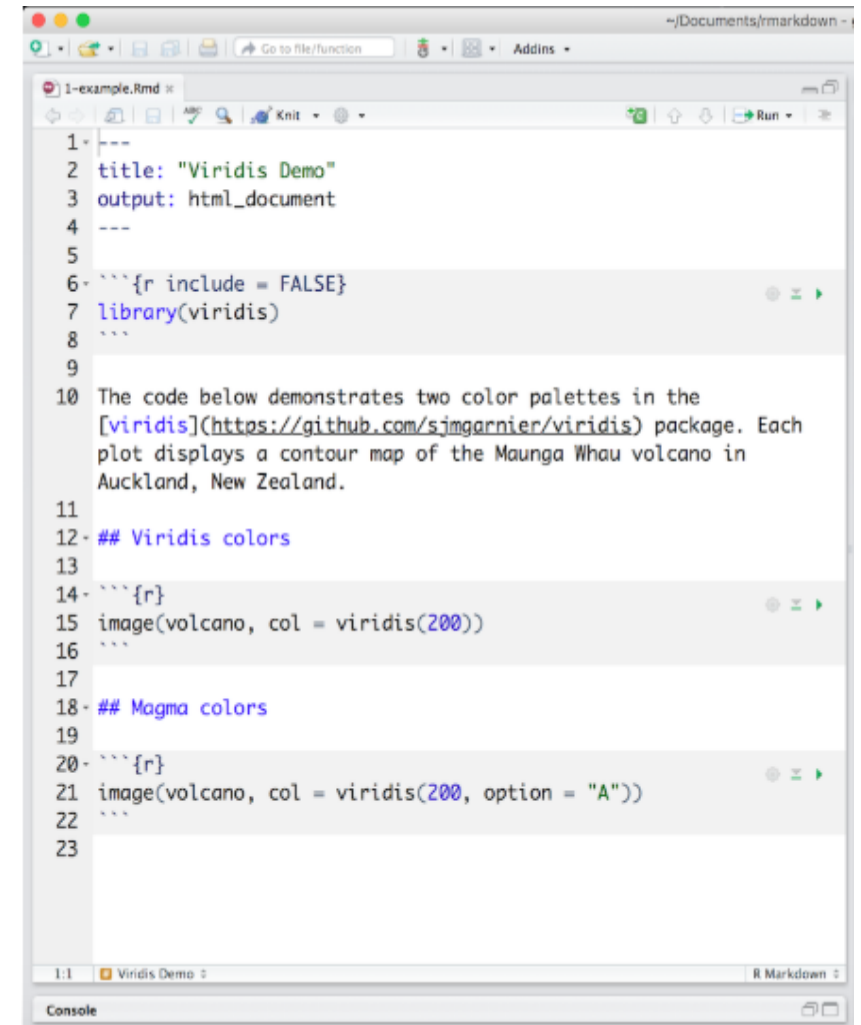 ~/Documents/rmarkdown -
Go to file/function
Addins
1-example.Rmd
ABC
Knit
Run
1 ---
2 title: "Viridis Demo"
3 output: html_document
4 ---
5
6 ```{r include = FALSE}
7 library(viridis)
8 ```
9
10 The code below demonstrates two color palettes in the
[viridis](https://github.com/sjmgarnier/viridis) package. Each
plot displays a contour map of the Maunga Whau volcano in
Auckland, New Zealand.
11
12 ## Viridis colors
13
14 ```{r}
15 image(volcano, col = viridis(200))
16 ```
17
18 ## Magma colors
19
20 ```{r}
21 image(volcano, col = viridis(200, option = "A"))
22 ```
23
1:1
Viridis Demo
R Markdown
Console